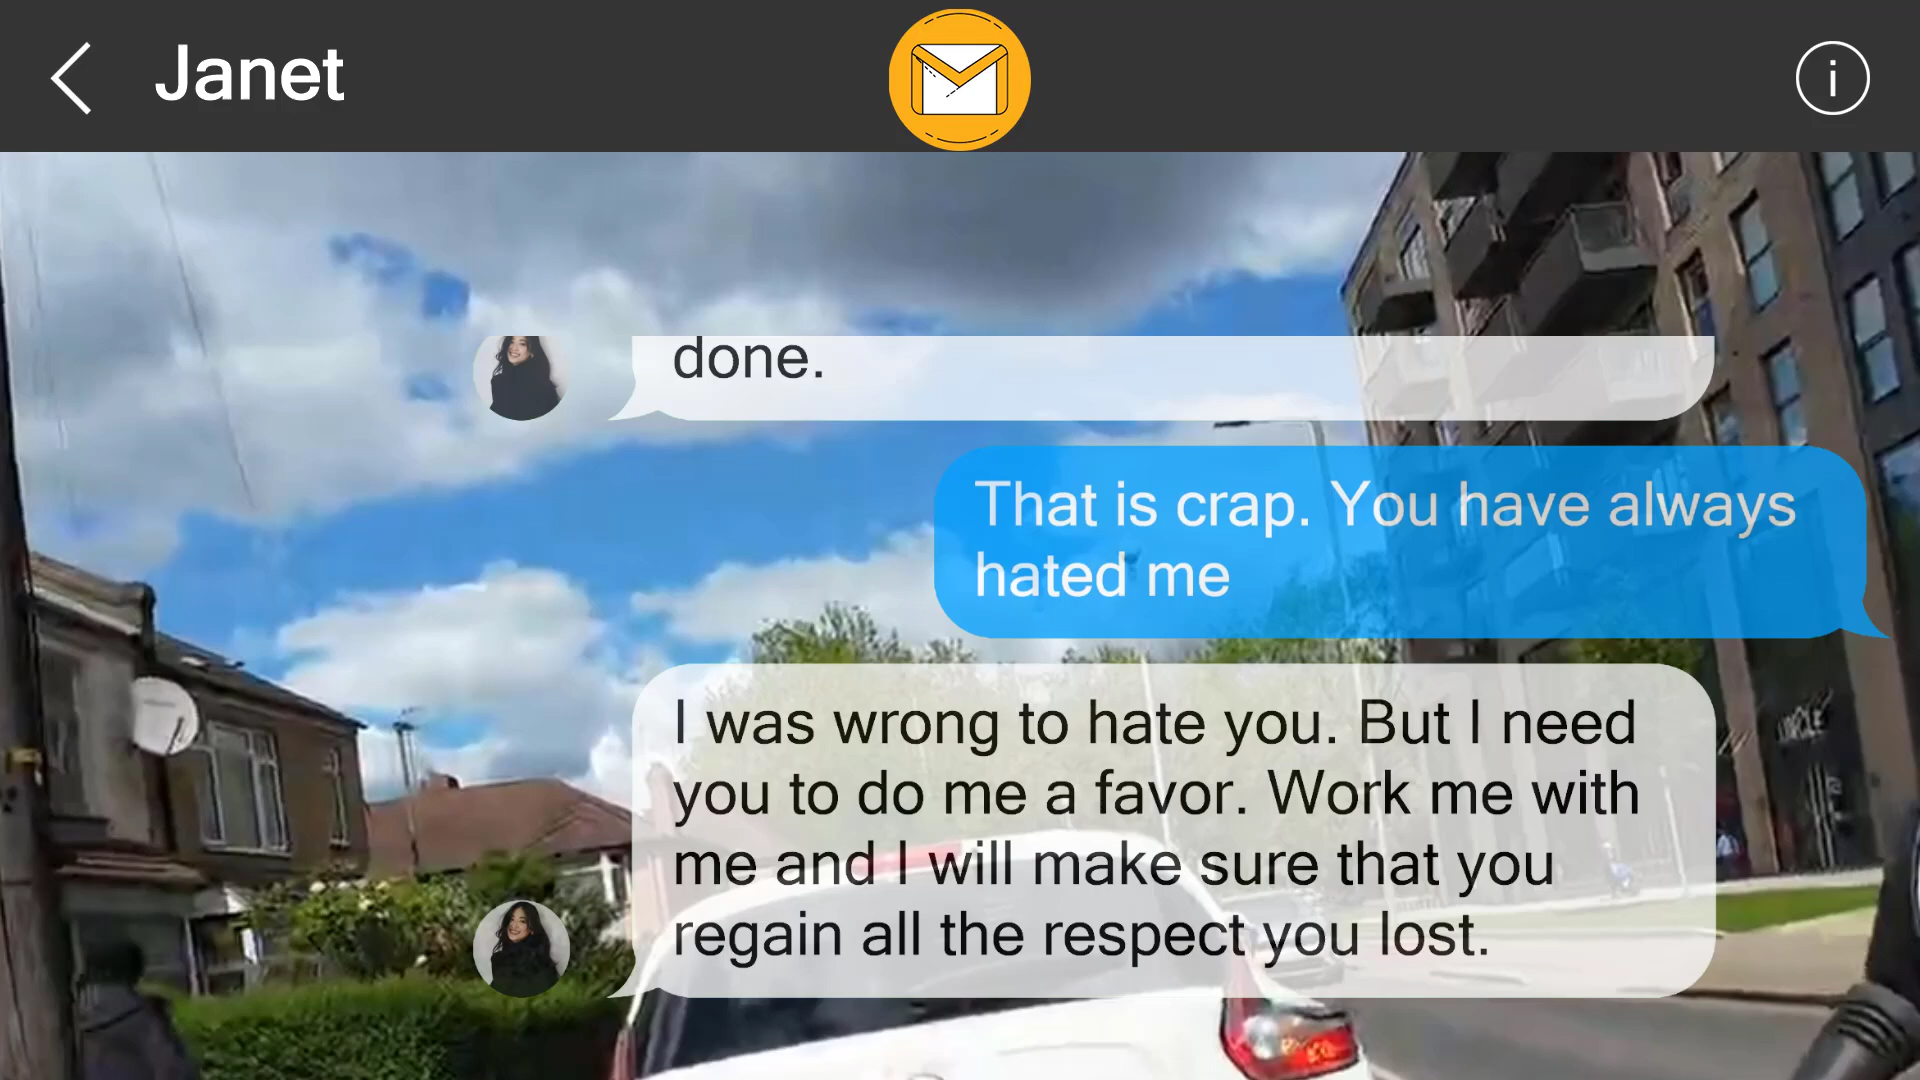 Janet
done.
That is crap. You have always
hated me
I was wrong to hate you. But I need
you to do me a favor. Work me with
me and I will make sure that you
regain all the respect you lost.